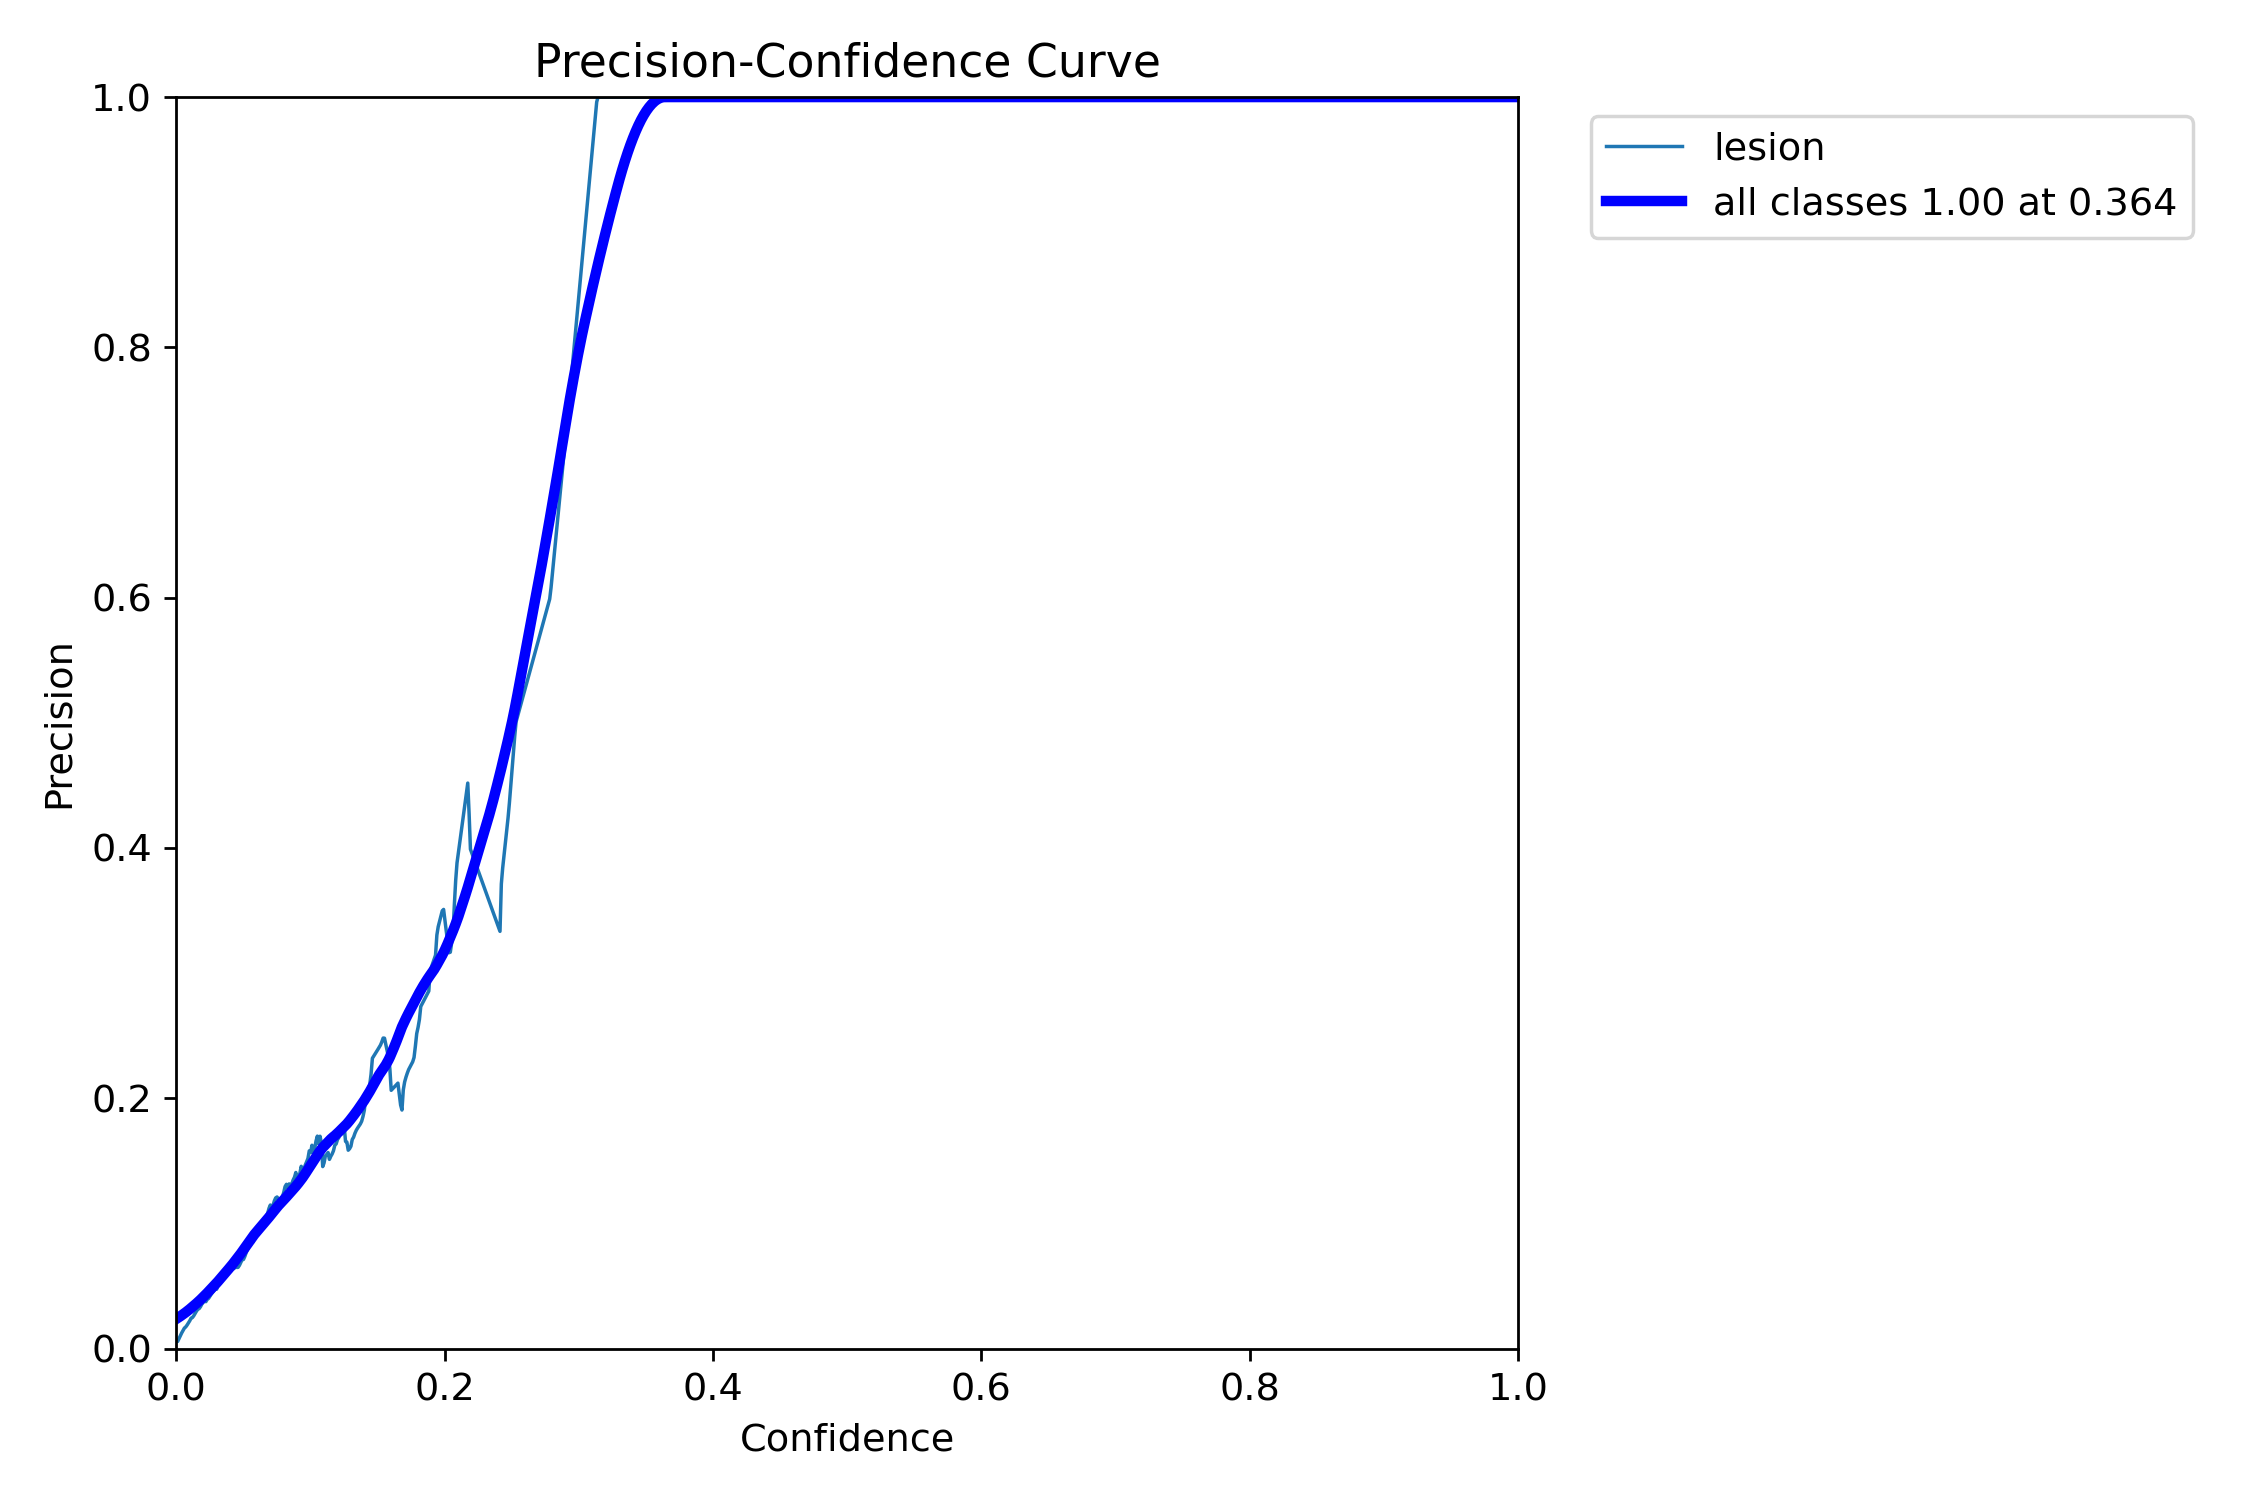 Precision-Confidence Curve
1.0
0.8
0.6
0.4
0.2
0.0
Precision
0.0 0.2 0.4 0.6 0.8 1.0
Confidence
lesion
all classes 1.00 at 0.364